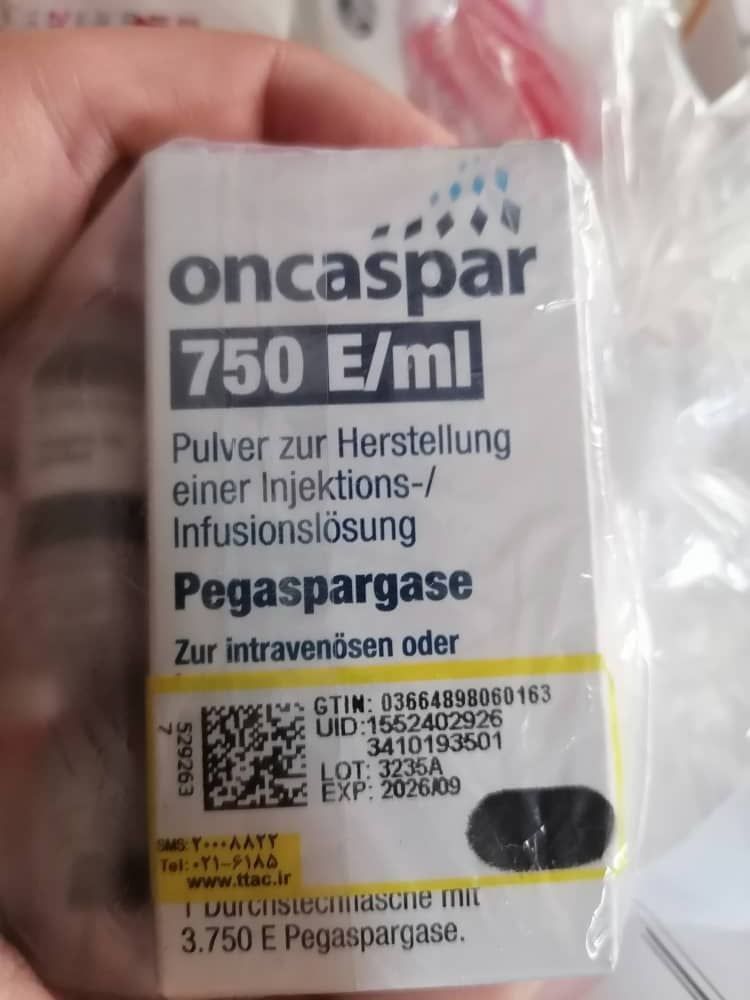 oncaspar
750 E/ml
Pulver zur Herstellung
einer Injektions-/
Infusionslösung
Pegaspargase
Zur intravenösen oder
GTIN: 03664898060163
UID:1552402926
3410193501
LOT: 3235A
EXP: 2026/09
529263
7
SMS: ۲۰۰۰۸۸۲۲
Tel: ۰۲۱-۶۱۸۵
www.ttac.ir
1 Durchstechflasche mit
3.750 E Pegaspargase.